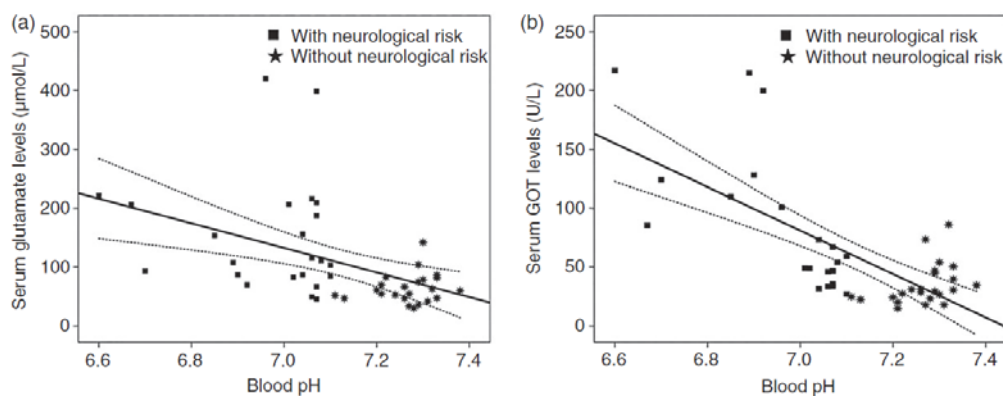 (a)
500
400
300
200
100
0
Serum glutamate levels (μmol/L)
With neurological risk
Without neurological risk
6.6
6.8
7.0
7.2
7.4
Blood pH
(b)
250
200
150
100
50
0
Serum GOT levels (U/L)
With neurological risk
Without neurological risk
6.6
6.8
7.0
7.2
7.4
Blood pH